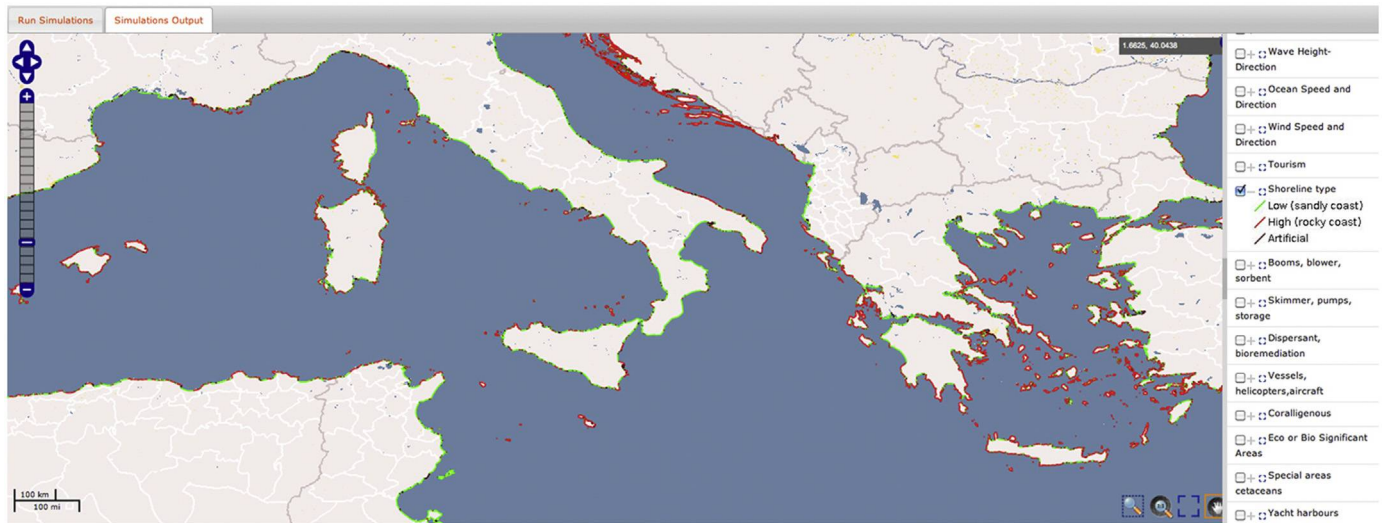 Run Simulations
Simulations Output
1.6625, 40.0438
Wave Height-
Direction
Ocean Speed and
Direction
Wind Speed and
Direction
Tourism
Shoreline type
Low (sandy coast)
High (rocky coast)
Artificial
Booms, blower,
sorbent
Skimmer, pumps,
storage
Dispersant,
bioremediation
Vessels,
helicopters,aircraft
Coralligenous
Eco or Bio Significant
Areas
Special areas
cetaceans
Yacht harbours
100 km
100 mi